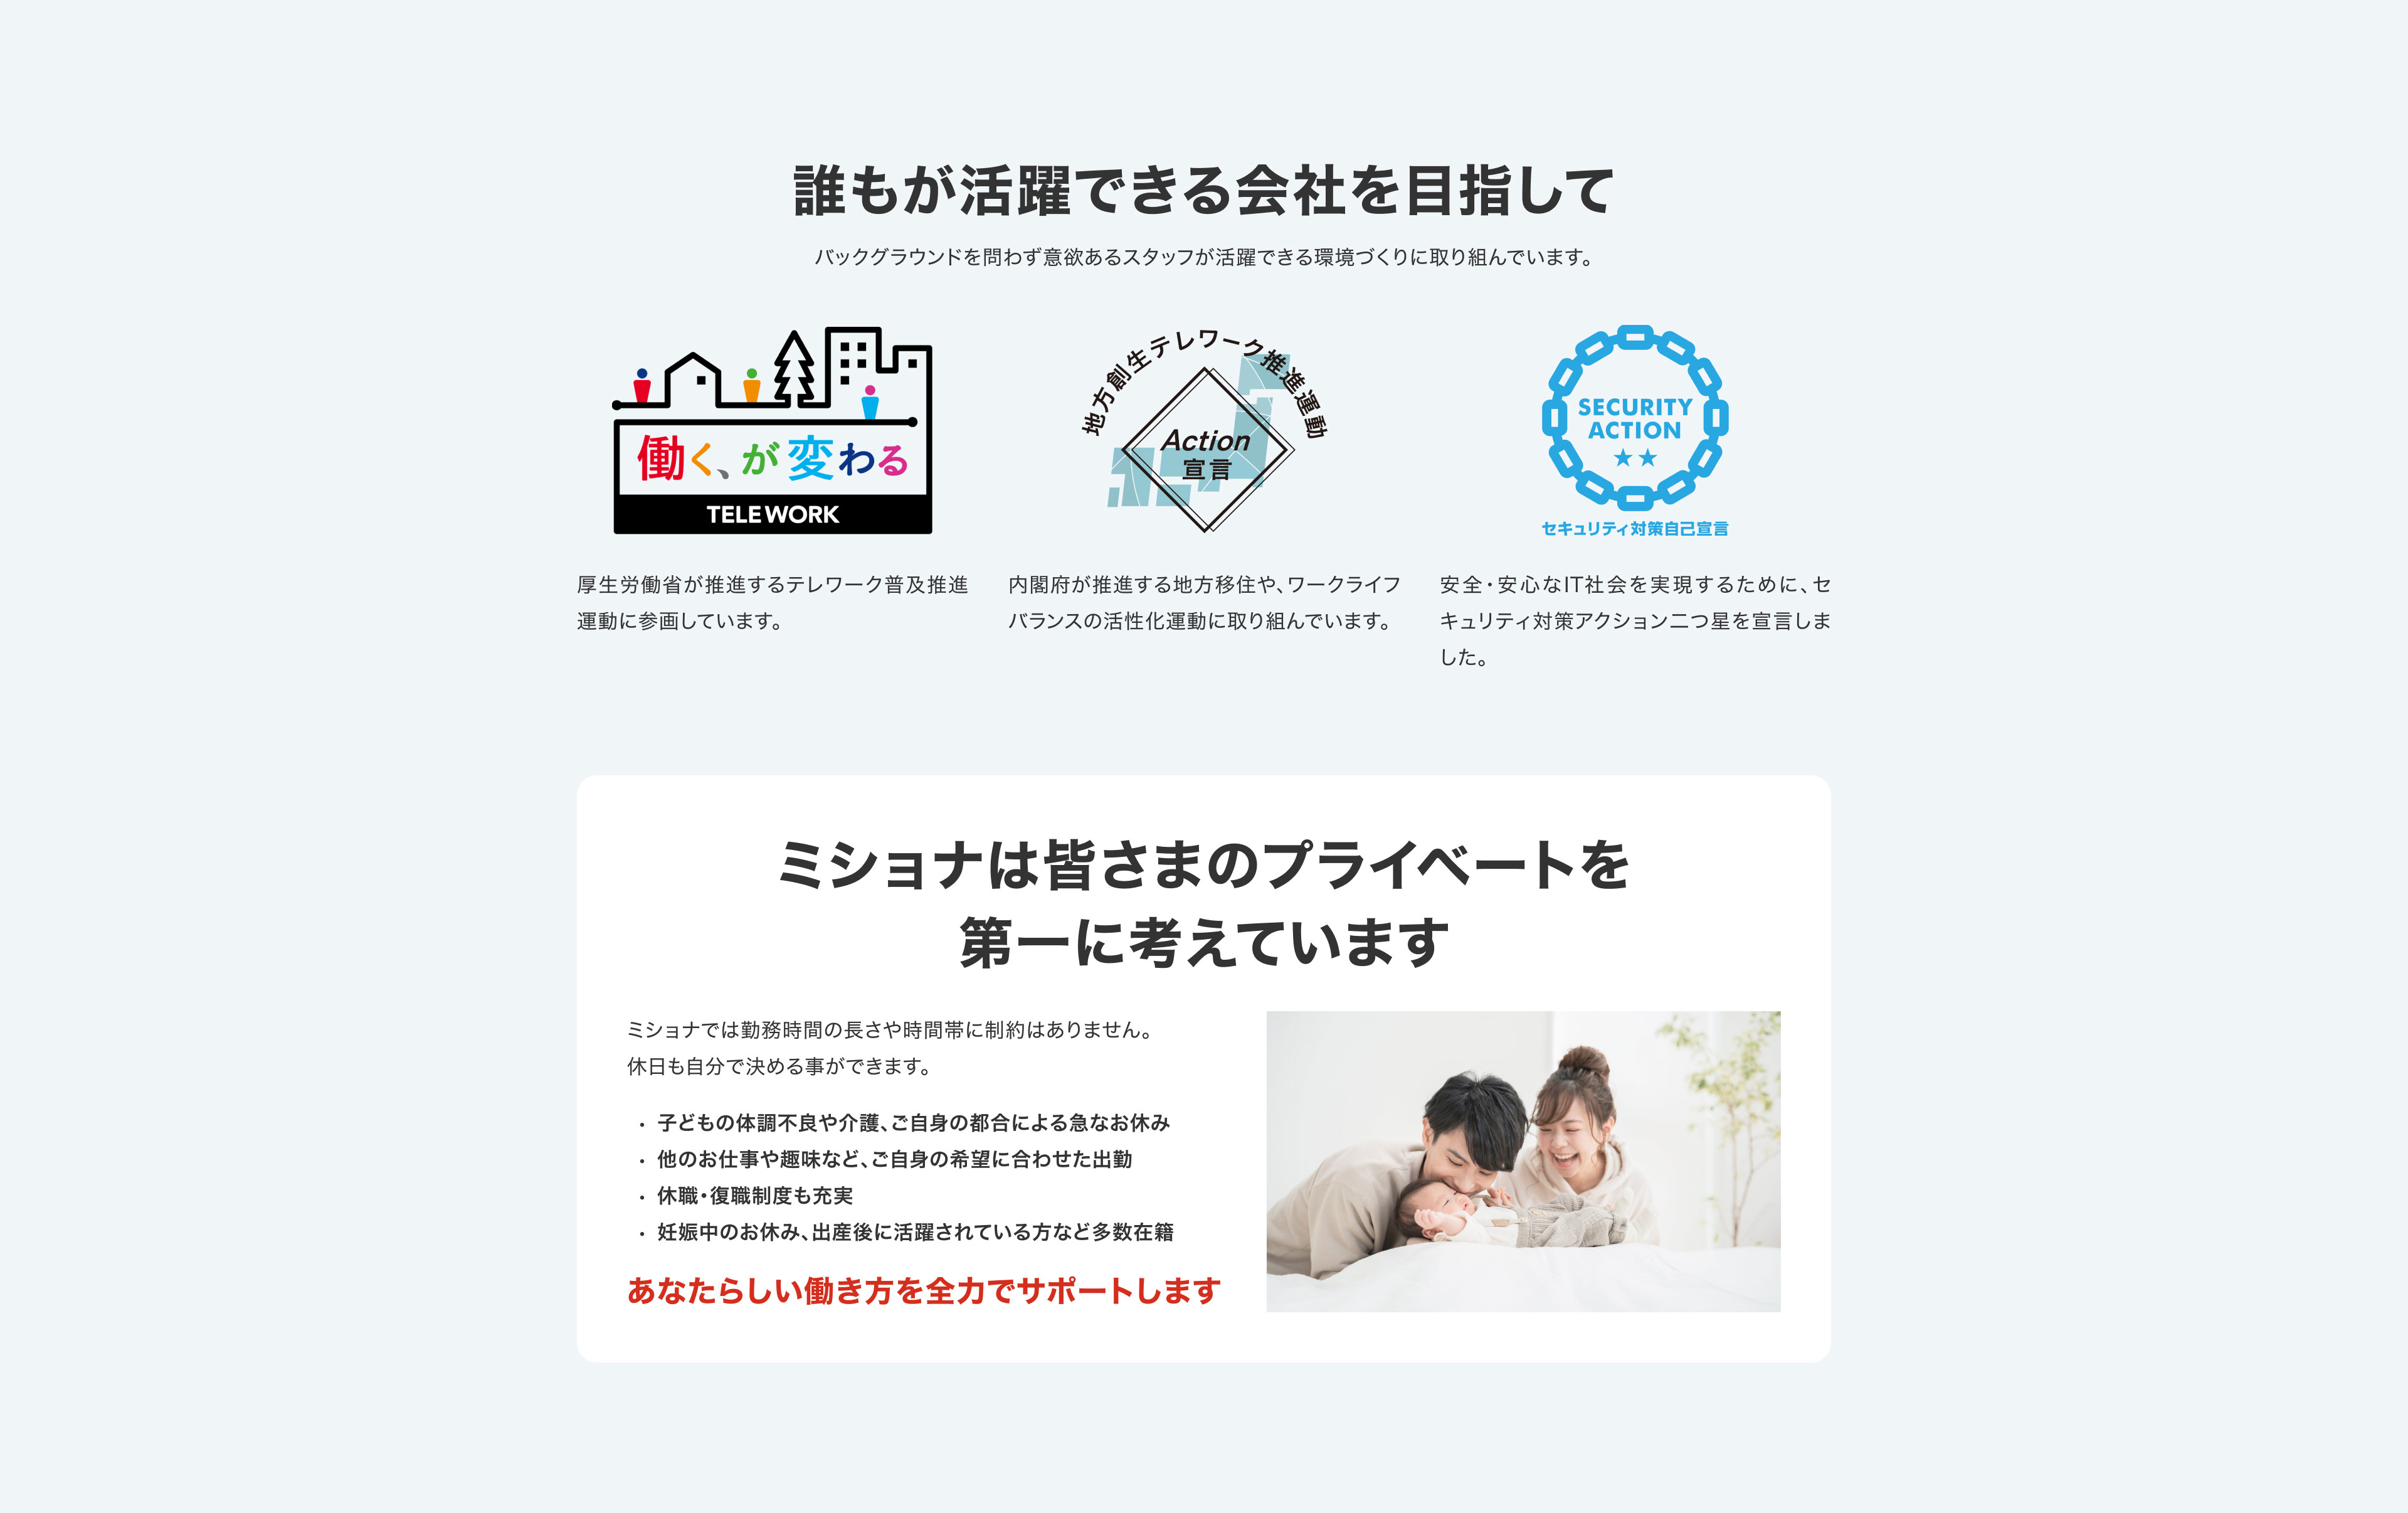 誰もが活躍できる会社を目指して
バックグラウンドを問わず意欲あるスタッフが活躍できる環境づくりに取り組んでいます。
働く、が変わる
TELEWORK
厚生労働省が推進するテレワーク普及推進
運動に参画しています。
地方創生テレワーク推進運動
Action
宣言
内閣府が推進する地方移住や、ワークライフ
バランスの活性化運動に取り組んでいます。
SECURITY
ACTION
★★
セキュリティ対策自己宣言
安全・安心なIT社会を実現するために、セ
キュリティ対策アクション二つ星を宣言しま
した。
ミショナは皆さまのプライベートを
第一に考えています
ミショナでは勤務時間の長さや時間帯に制約はありません。
休日も自分で決める事ができます。
・ 子どもの体調不良や介護、ご自身の都合による急なお休み
・ 他のお仕事や趣味など、ご自身の希望に合わせた出勤
・ 休職・復職制度も充実
・ 妊娠中のお休み、出産後に活躍されている方など多数在籍
あなたらしい働き方を全力でサポートします